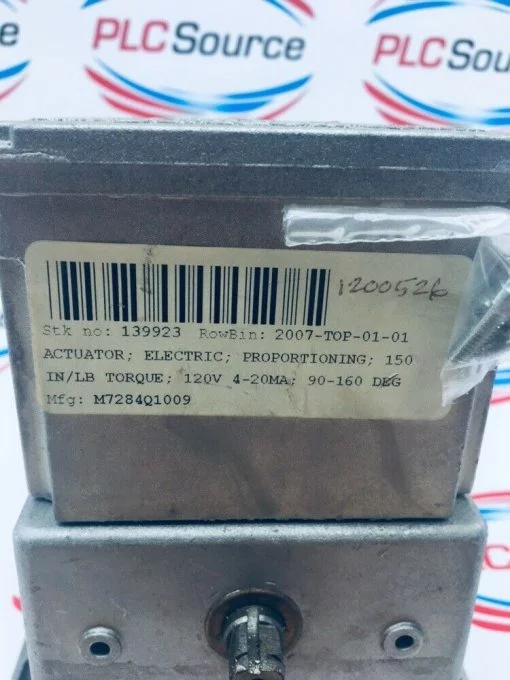 PLCSource
PLCSource
1200526
Stk no: 139923 RowBin: 2007-TOP-01-01
ACTUATOR; ELECTRIC; PROPORTIONING; 150
IN/LB TORQUE; 120V 4-20MA; 90-160 DEG
Mfg: M7284Q1009